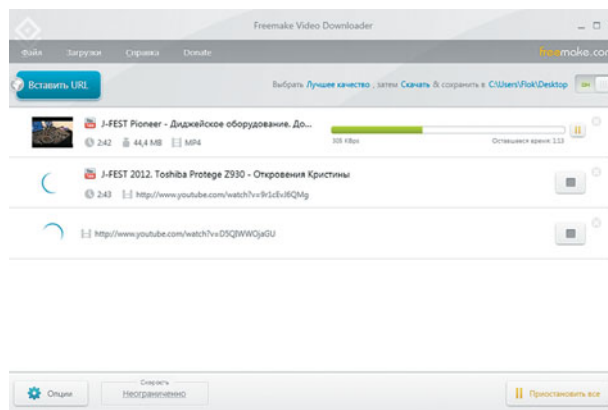 Freemake Video Downloader
Файл Загрузки Справка Donate
freemake.com
Вставить URL
Выбрать Лучшее качество , затем Скачать & сохранить в C:\Users\Flok\Desktop ON
J-FEST Pioneer - Диджейское оборудование. До...
2:42 44,4 MB MP4
305 KBps Оставшееся время: 1:13
J-FEST 2012. Toshiba Protege Z930 - Откровения Кристины
2:43 http://www.youtube.com/watch?v=9r1cEvJ6QMg
http://www.youtube.com/watch?v=D5QJWWOjaGU
Скорость
Опции Неограниченно Приостановить все